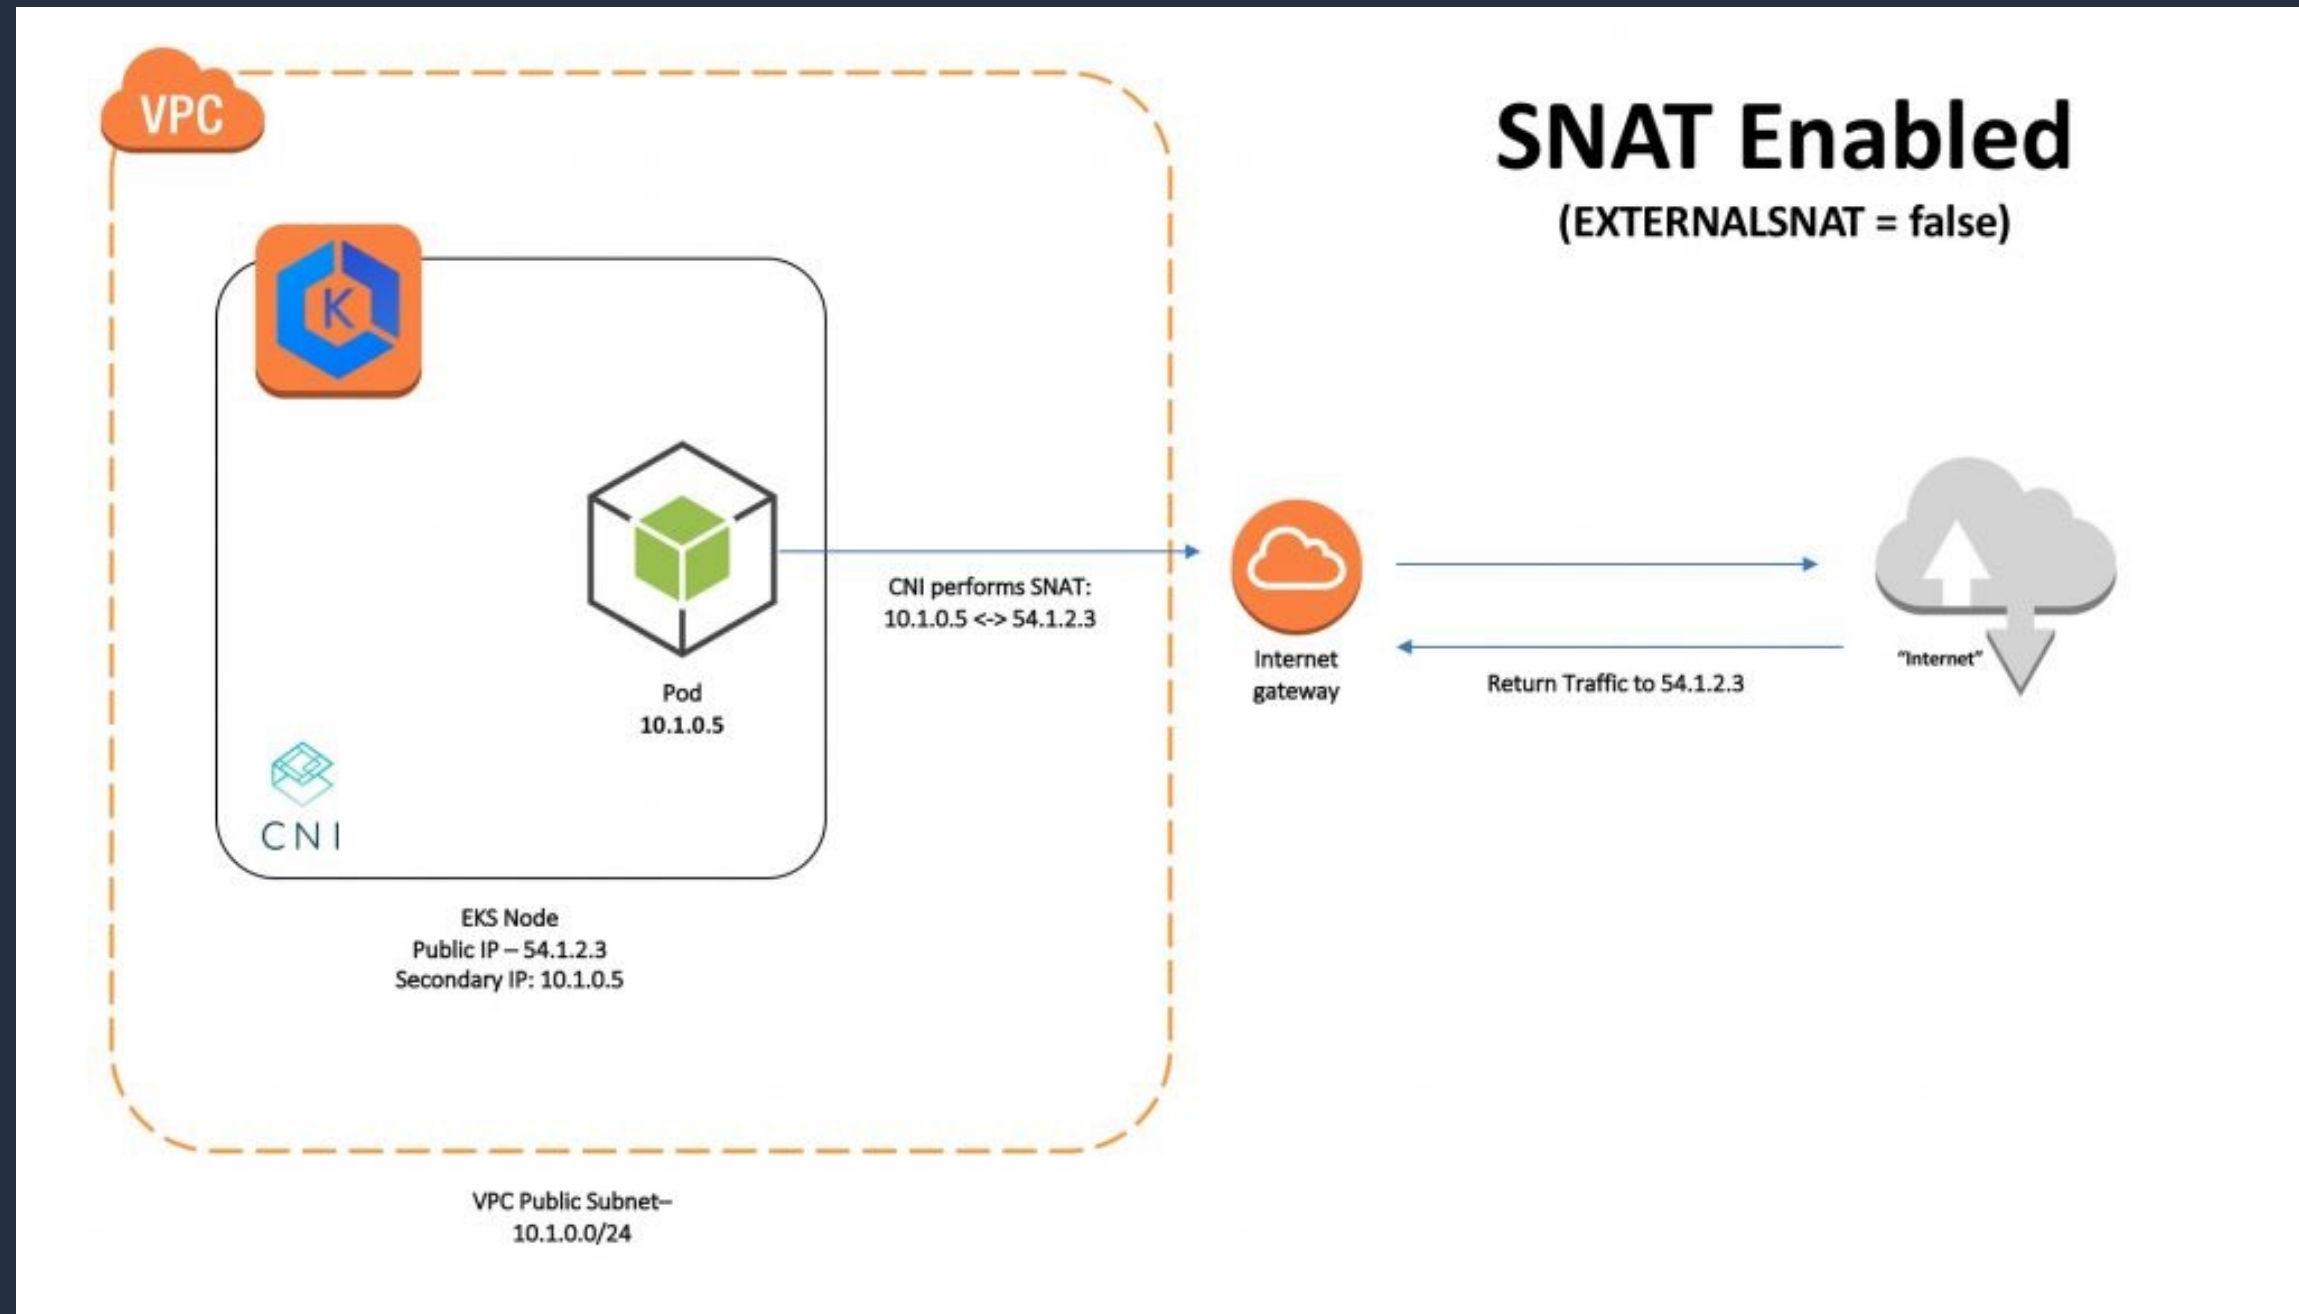 VPC
SNAT Enabled
(EXTERNALSNAT = false)
K
CNI performs SNAT:
10.1.0.5 <-> 54.1.2.3
Pod
10.1.0.5
Internet
gateway
Return Traffic to 54.1.2.3
"Internet"
CNI
EKS Node
Public IP – 54.1.2.3
Secondary IP: 10.1.0.5
VPC Public Subnet–
10.1.0.0/24